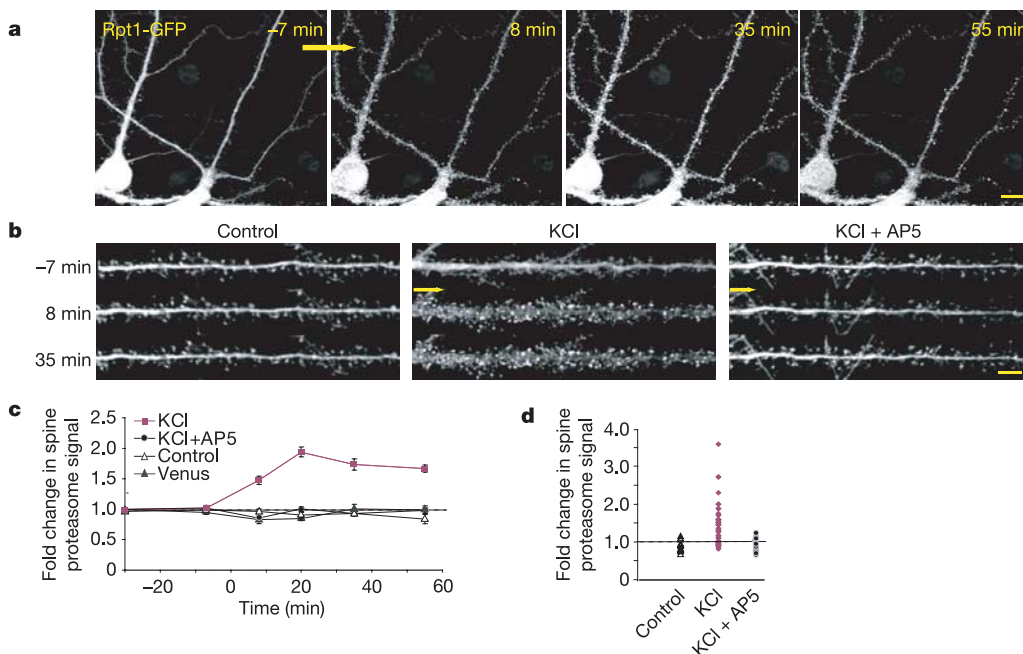 a
Rpt1-GFP
–7 min
8 min
35 min
55 min
b
Control
KCl
KCl + AP5
–7 min
8 min
35 min
c
Fold change in spine
proteasome signal
2.5
2.0
1.5
1.0
0.5
0
KCl
KCl+AP5
Control
Venus
–20
0
20
40
60
Time (min)
d
Fold change in spine
proteasome signal
4.0
3.0
2.0
1.0
0
Control
KCl
KCl + AP5